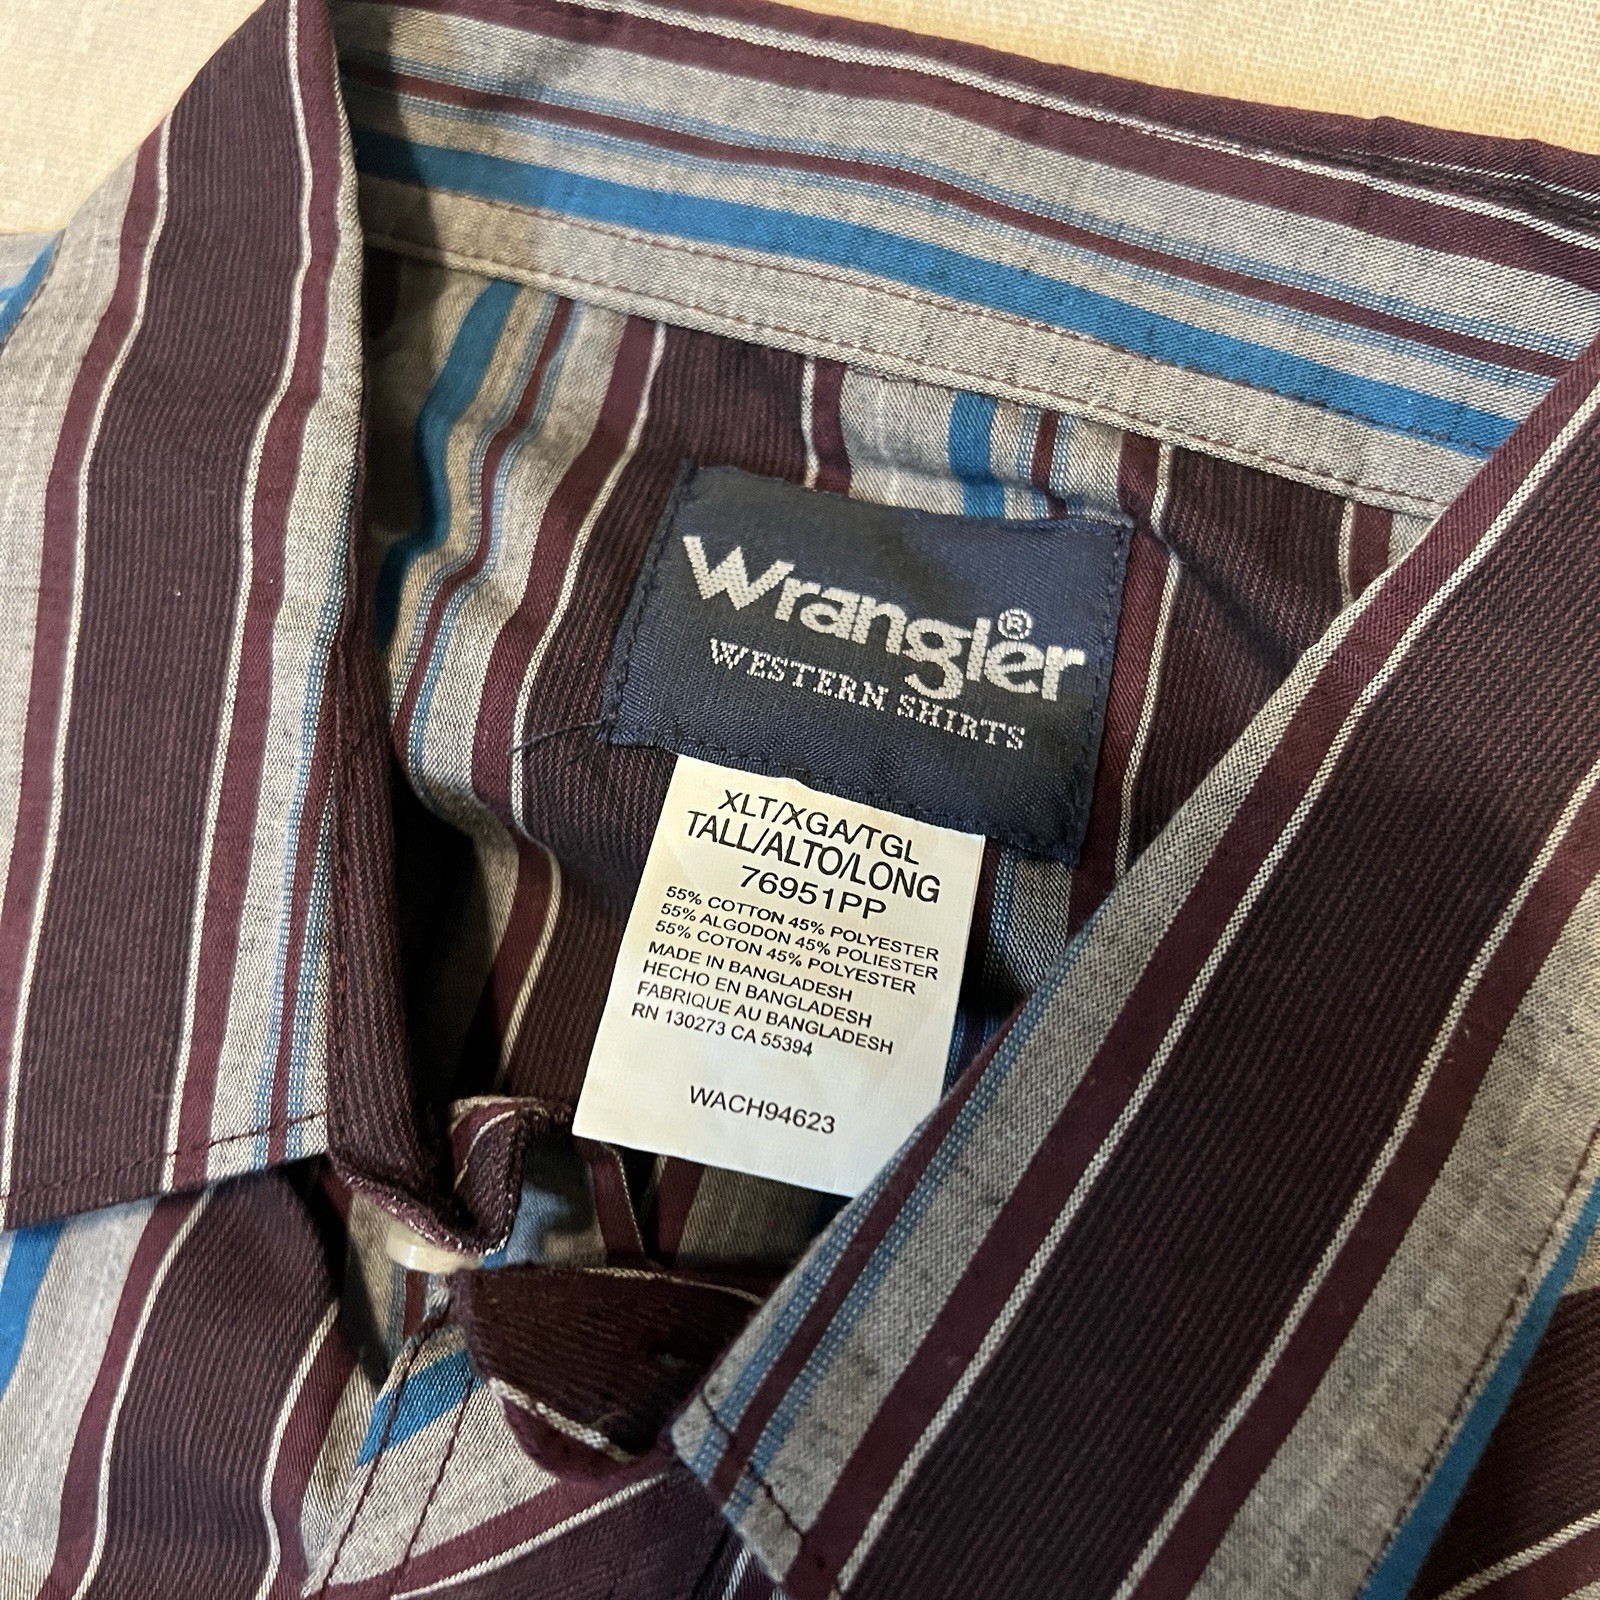 Wrangler®
WESTERN SHIRTS
XLT/XGA/TGL
TALL/ALTO/LONG
76951PP
55% COTTON 45% POLYESTER
55% ALGODON 45% POLIESTER
55% COTON 45% POLYESTER
MADE IN BANGLADESH
HECHO EN BANGLADESH
FABRIQUE AU BANGLADESH
RN 130273 CA 55394
WACH94623